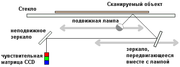 стекло
Сканируемый объект
подвижная лампа
неподвижное
зеркало
чувствительная
матрица CCD
зеркало,
передвигающееся
вместе с лампой